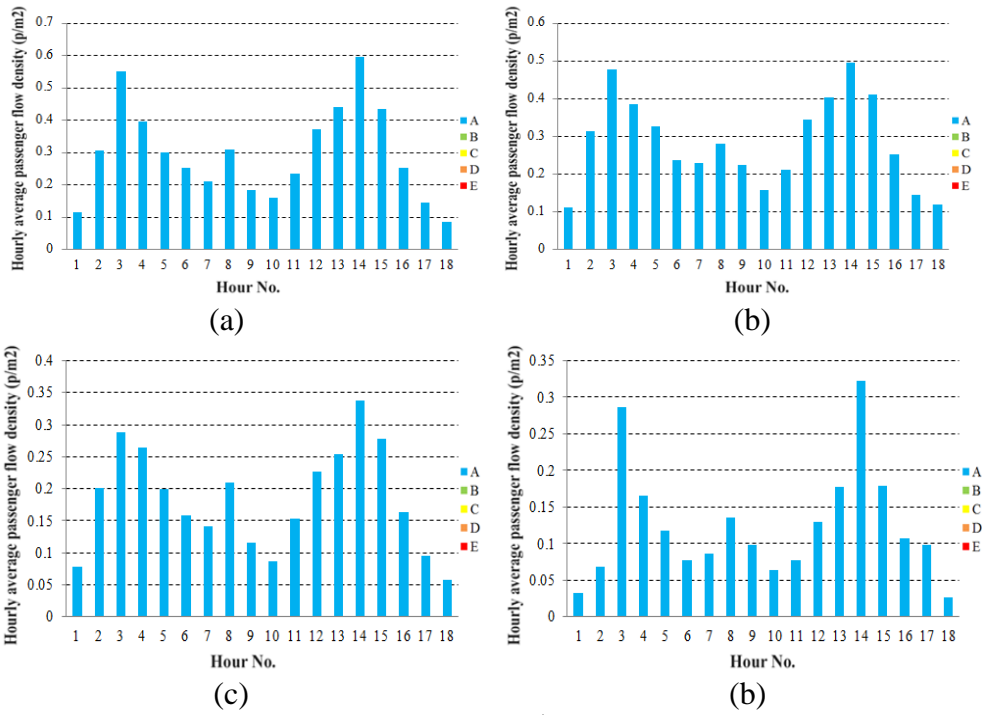 Hourly average passenger flow density (p/m2)
0.7
0.6
0.5
0.4
0.3
0.2
0.1
0
A
B
C
D
E
1 2 3 4 5 6 7 8 9 10 11 12 13 14 15 16 17 18
Hour No.
(a)
Hourly average passenger flow density (p/m2)
0.6
0.5
0.4
0.3
0.2
0.1
0
A
B
C
D
E
1 2 3 4 5 6 7 8 9 10 11 12 13 14 15 16 17 18
Hour No.
(b)
Hourly average passenger flow density (p/m2)
0.4
0.35
0.3
0.25
0.2
0.15
0.1
0.05
0
A
B
C
D
E
1 2 3 4 5 6 7 8 9 10 11 12 13 14 15 16 17 18
Hour No.
(c)
Hourly average passenger flow density (p/m2)
0.35
0.3
0.25
0.2
0.15
0.1
0.05
0
A
B
C
D
E
1 2 3 4 5 6 7 8 9 10 11 12 13 14 15 16 17 18
Hour No.
(b)